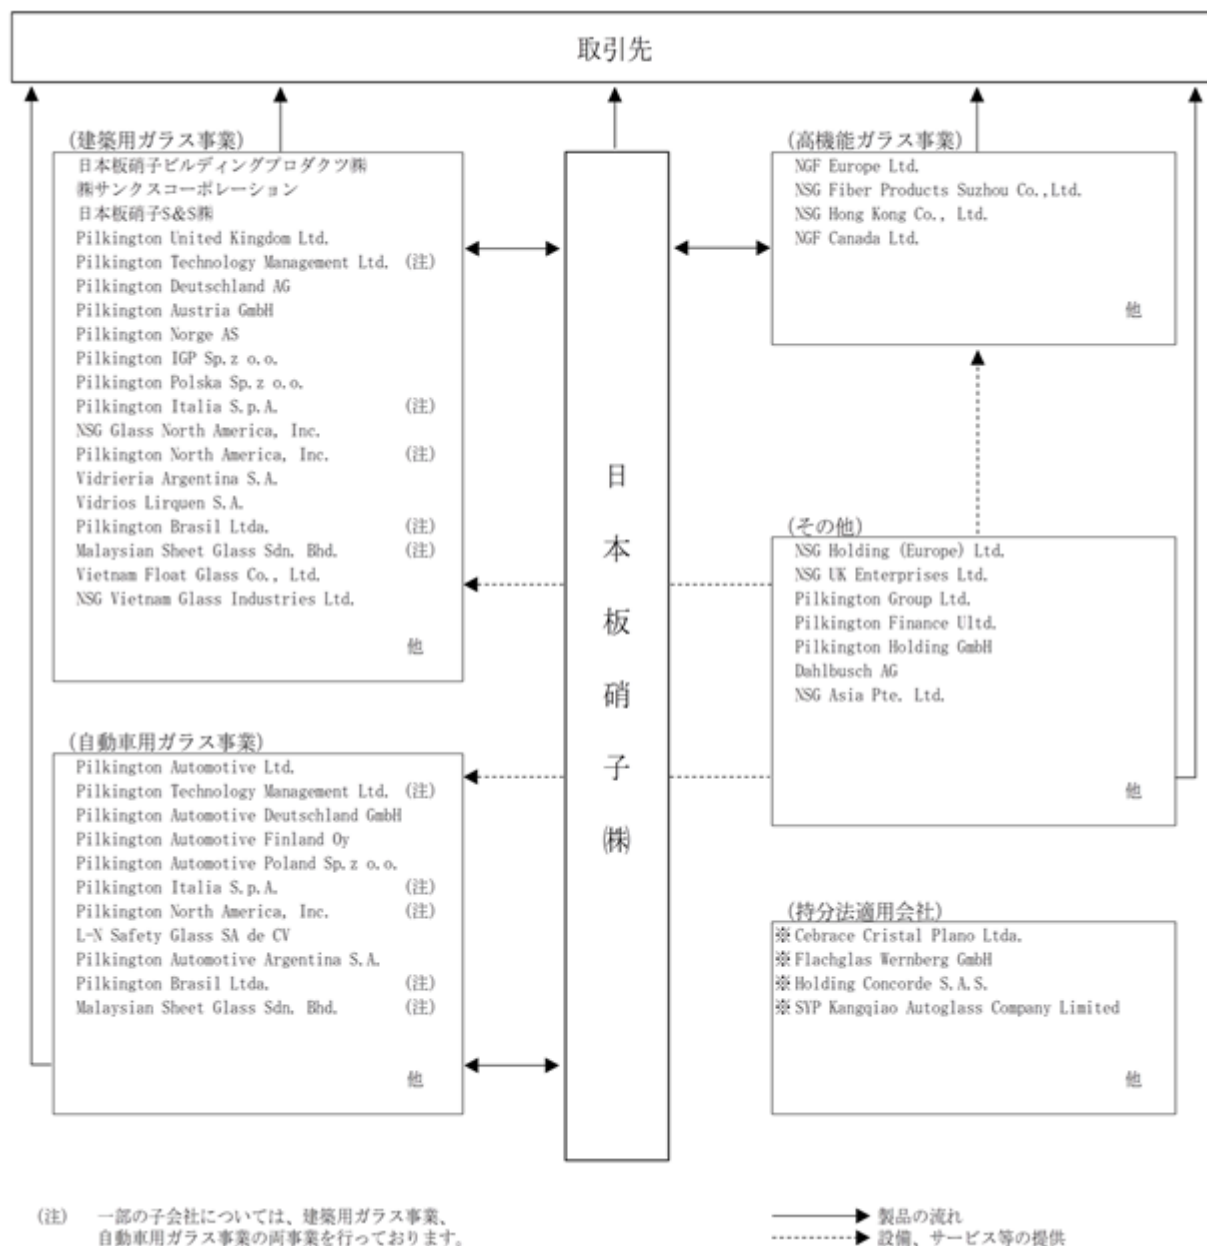 取引先
(建築用ガラス事業)
日本板硝子ビルディングプロダクツ㈱
㈱サンクスコーポレーション
日本板硝子S&S㈱
Pilkington United Kingdom Ltd.
Pilkington Technology Management Ltd. (注)
Pilkington Deutschland AG
Pilkington Austria GmbH
Pilkington Norge AS
Pilkington IGP Sp.z o.o.
Pilkington Polska Sp.z o.o.
Pilkington Italia S.p.A. (注)
NSG Glass North America, Inc.
Pilkington North America, Inc. (注)
Vidrieria Argentina S.A.
Vidrios Lirquen S.A.
Pilkington Brasil Ltda. (注)
Malaysian Sheet Glass Sdn. Bhd. (注)
Vietnam Float Glass Co., Ltd.
NSG Vietnam Glass Industries Ltd.
他
(自動車用ガラス事業)
Pilkington Automotive Ltd.
Pilkington Technology Management Ltd. (注)
Pilkington Automotive Deutschland GmbH
Pilkington Automotive Finland Oy
Pilkington Automotive Poland Sp.z o.o.
Pilkington Italia S.p.A. (注)
Pilkington North America, Inc. (注)
L-N Safety Glass SA de CV
Pilkington Automotive Argentina S.A.
Pilkington Brasil Ltda. (注)
Malaysian Sheet Glass Sdn. Bhd. (注)
他
日本板硝子㈱
(高機能ガラス事業)
NGF Europe Ltd.
NSG Fiber Products Suzhou Co.,Ltd.
NSG Hong Kong Co., Ltd.
NGF Canada Ltd.
他
(その他)
NSG Holding (Europe) Ltd.
NSG UK Enterprises Ltd.
Pilkington Group Ltd.
Pilkington Finance Ultd.
Pilkington Holding GmbH
Dahlbusch AG
NSG Asia Pte. Ltd.
他
(持分法適用会社)
※Cebrace Cristal Plano Ltda.
※Flachglas Wernberg GmbH
※Holding Concorde S.A.S.
※SYP Kangqiao Autoglass Company Limited
他
(注) 一部の子会社については、建築用ガラス事業、
自動車用ガラス事業の両事業を行っております。
製品の流れ
設備、サービス等の提供